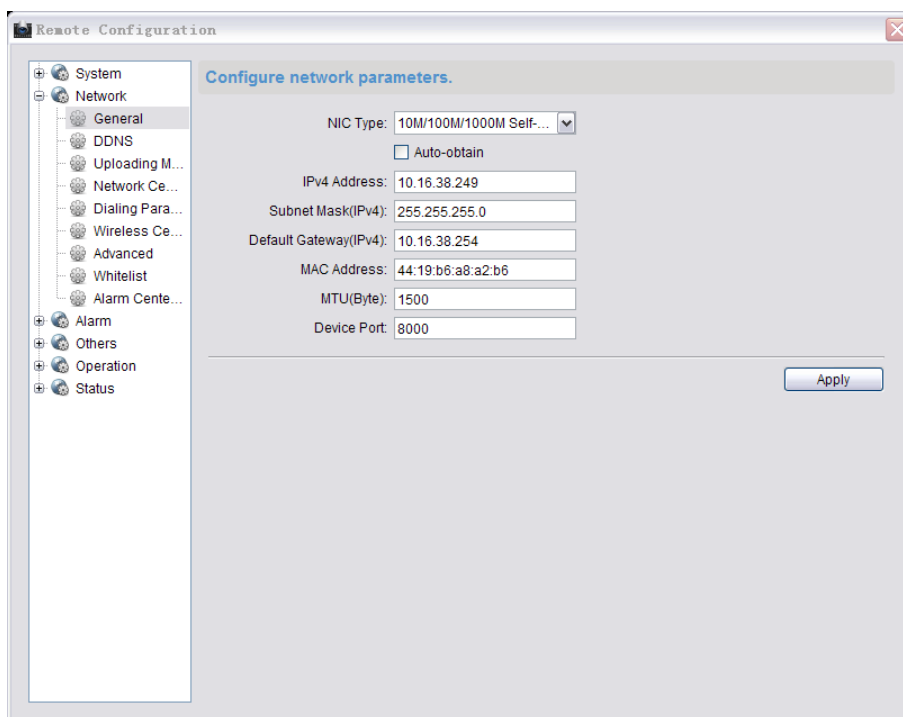 Remote Configuration
System
Network
General
DDNS
Uploading M...
Network Ce...
Dialing Para...
Wireless Ce...
Advanced
Whitelist
Alarm Cente...
Alarm
Others
Operation
Status
Configure network parameters.
NIC Type: 10M/100M/1000M Self-...
Auto-obtain
IPv4 Address: 10.16.38.249
Subnet Mask(IPv4): 255.255.255.0
Default Gateway(IPv4): 10.16.38.254
MAC Address: 44:19:b6:a8:a2:b6
MTU(Byte): 1500
Device Port: 8000
Apply